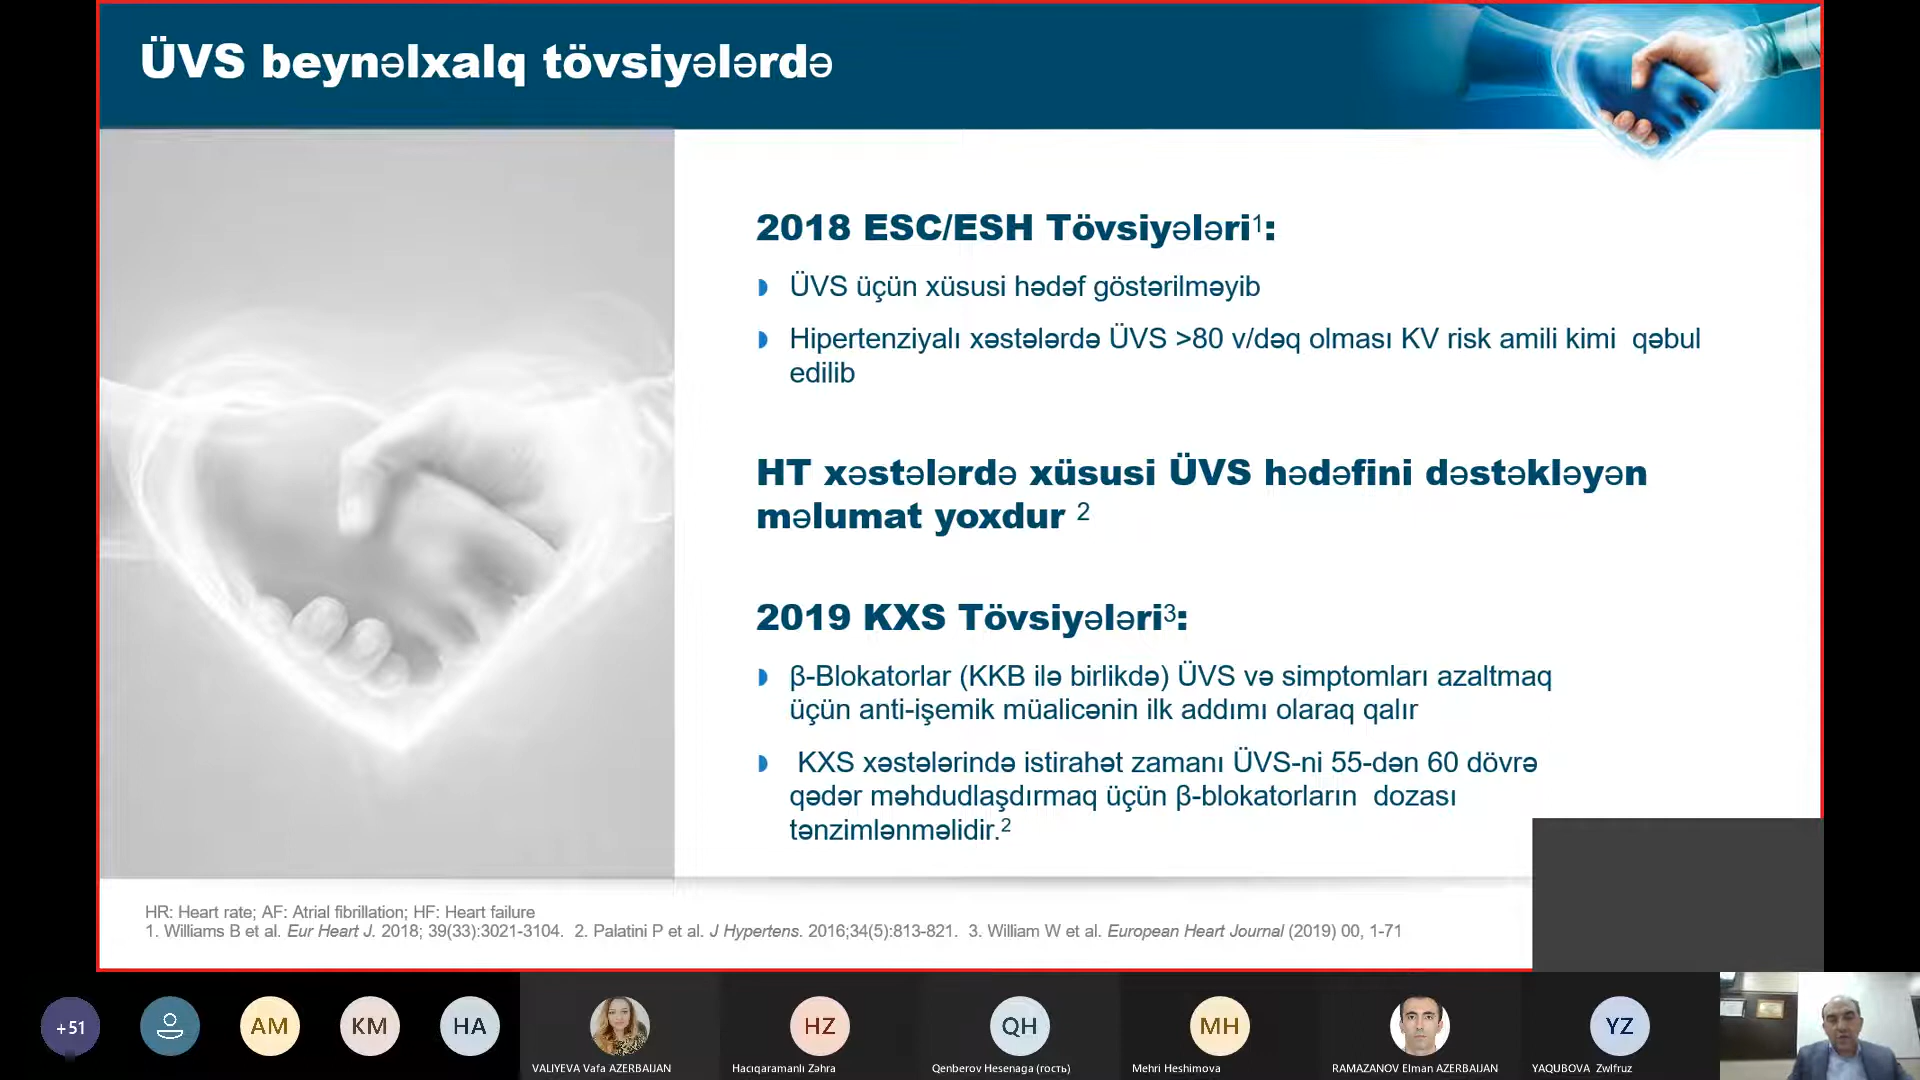 ÜVS beynəlxalq tövsiyələrdə
2018 ESC/ESH Tövsiyələri¹:
ÜVS üçün xüsusi hədəf göstərilməyib
Hipertenziyalı xəstələrdə ÜVS >80 v/dəq olması KV risk amili kimi qəbul
edilib
HT xəstələrdə xüsusi ÜVS hədəfini dəstəkləyən
məlumat yoxdur ²
2019 KXS Tövsiyələri³:
β-Blokatorlar (KKB ilə birlikdə) ÜVS və simptomları azaltmaq
üçün anti-işemik müalicənin ilk addımı olaraq qalır
KXS xəstələrində istirahət zamanı ÜVS-ni 55-dən 60 dövrə
qədər məhdudlaşdırmaq üçün β-blokatorların dozası
tənzimlənməlidir.²
HR: Heart rate; AF: Atrial fibrillation; HF: Heart failure
1. Williams B et al. Eur Heart J. 2018; 39(33):3021-3104. 2. Palatini P et al. J Hypertens. 2016;34(5):813-821. 3. William W et al. European Heart Journal (2019) 00, 1-71
+51
AM
KM
HA
HZ
QH
MH
YZ
VALIYEVA Vafa AZERBAIJAN
Hacıqaramanlı Zəhra
Qenberov Hesenaga (гость)
Mehri Heshimova
RAMAZANOV Elman AZERBAIJAN
YAQUBOVA Zwlfruz